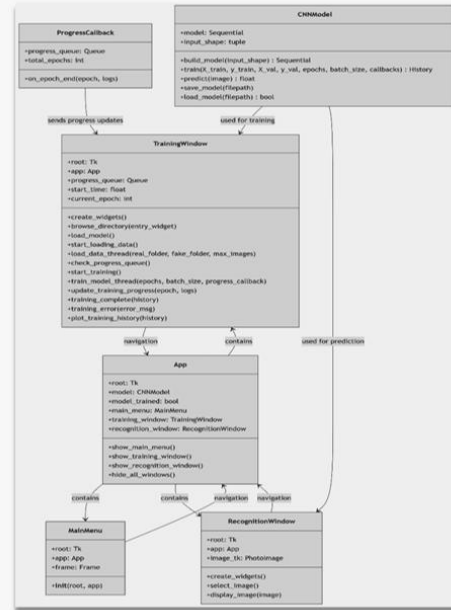 ProgressCallback
+progress_queue: Queue
+total_epochs: int
+on_epoch_end(epoch, logs)
CNNModel
+model: Sequential
+input_shape: tuple
+build_model(input_shape) : Sequential
+train(X_train, y_train, X_val, y_val, epochs, batch_size, callbacks) : History
+predict(image) : float
+save_model(filepath)
+load_model(filepath) : bool
sends progress updates
used for training
TrainingWindow
+root: Tk
+app: App
+progress_queue: Queue
+start_time: float
+current_epoch: int
+create_widgets()
+browse_directory(entry_widget)
+load_model()
+start_loading_data()
+load_data_thread(real_folder, fake_folder, max_images)
+check_progress_queue()
+start_training()
+train_model_thread(epochs, batch_size, progress_callback)
+update_training_progress(epoch, logs)
+training_complete(history)
+training_error(error_msg)
+plot_training_history(history)
navigation
contains
used for prediction
App
+root: Tk
+model: CNNModel
+model_trained: bool
+main_menu: MainMenu
+training_window: TrainingWindow
+recognition_window: RecognitionWindow
+show_main_menu()
+show_training_window()
+show_recognition_window()
+hide_all_windows()
contains
contains
navigation
navigation
MainMenu
+root: Tk
+app: App
+frame: Frame
+init(root, app)
RecognitionWindow
+root: Tk
+app: App
+image_tk: PhotoImage
+create_widgets()
+select_image()
+display_image(image)